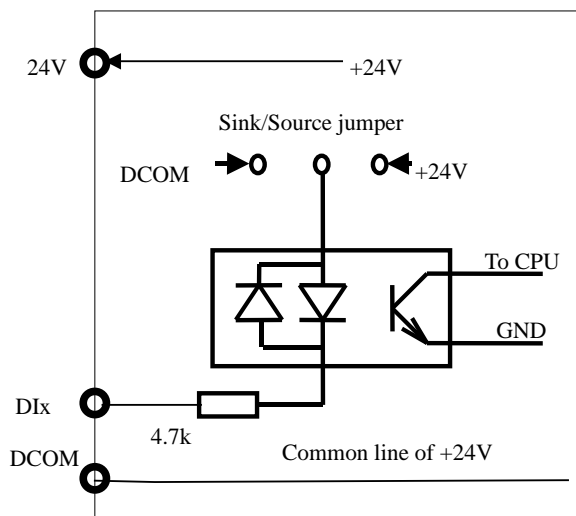 24V
+24V
Sink/Source jumper
DCOM
+24V
To CPU
GND
DIx
4.7k
DCOM
Common line of +24V